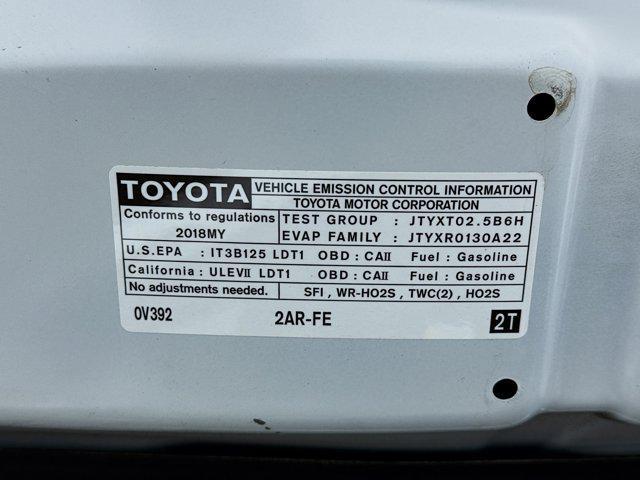 TOYOTA VEHICLE EMISSION CONTROL INFORMATION
TOYOTA MOTOR CORPORATION
Conforms to regulations
2018MY
TEST GROUP : JTYXT02.5B6H
EVAP FAMILY : JTYXR0130A22
U.S.EPA : IT3B125 LDT1 OBD : CAII Fuel : Gasoline
California : ULEVII LDT1 OBD : CAII Fuel : Gasoline
No adjustments needed. SFI , WR-HO2S , TWC(2) , HO2S
0V392 2AR-FE 2T